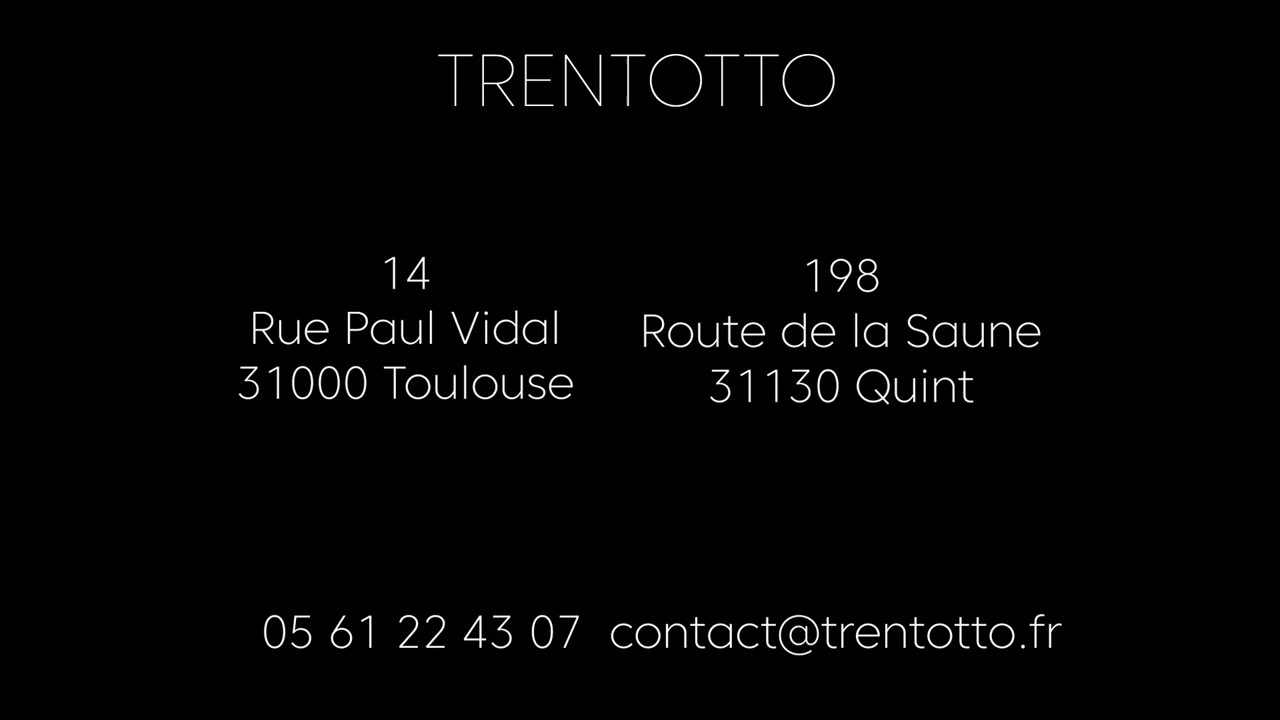 TRENTOTTO
14
Rue Paul Vidal
31000 Toulouse
198
Route de la Saune
31130 Quint
05 61 22 43 07 contact@trentotto.fr